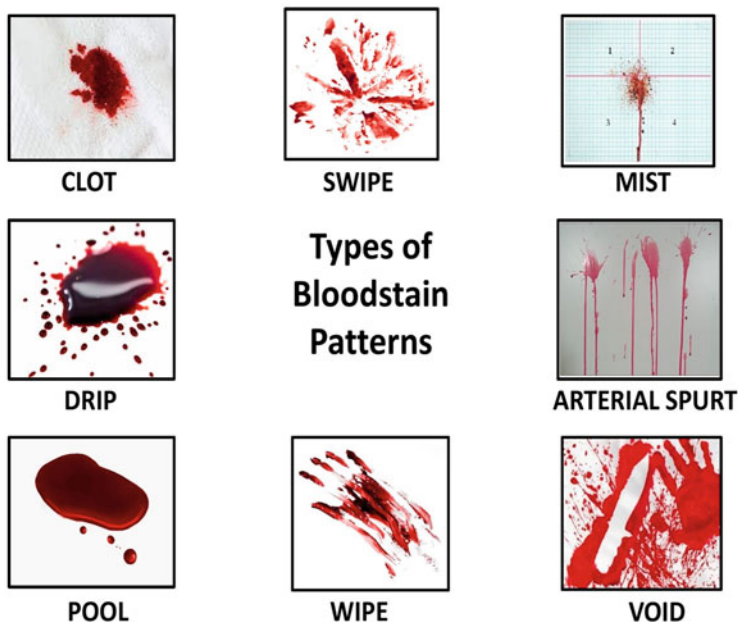 CLOT
SWIPE
MIST
1
2
3
4
DRIP
Types of
Bloodstain
Patterns
ARTERIAL SPURT
POOL
WIPE
VOID